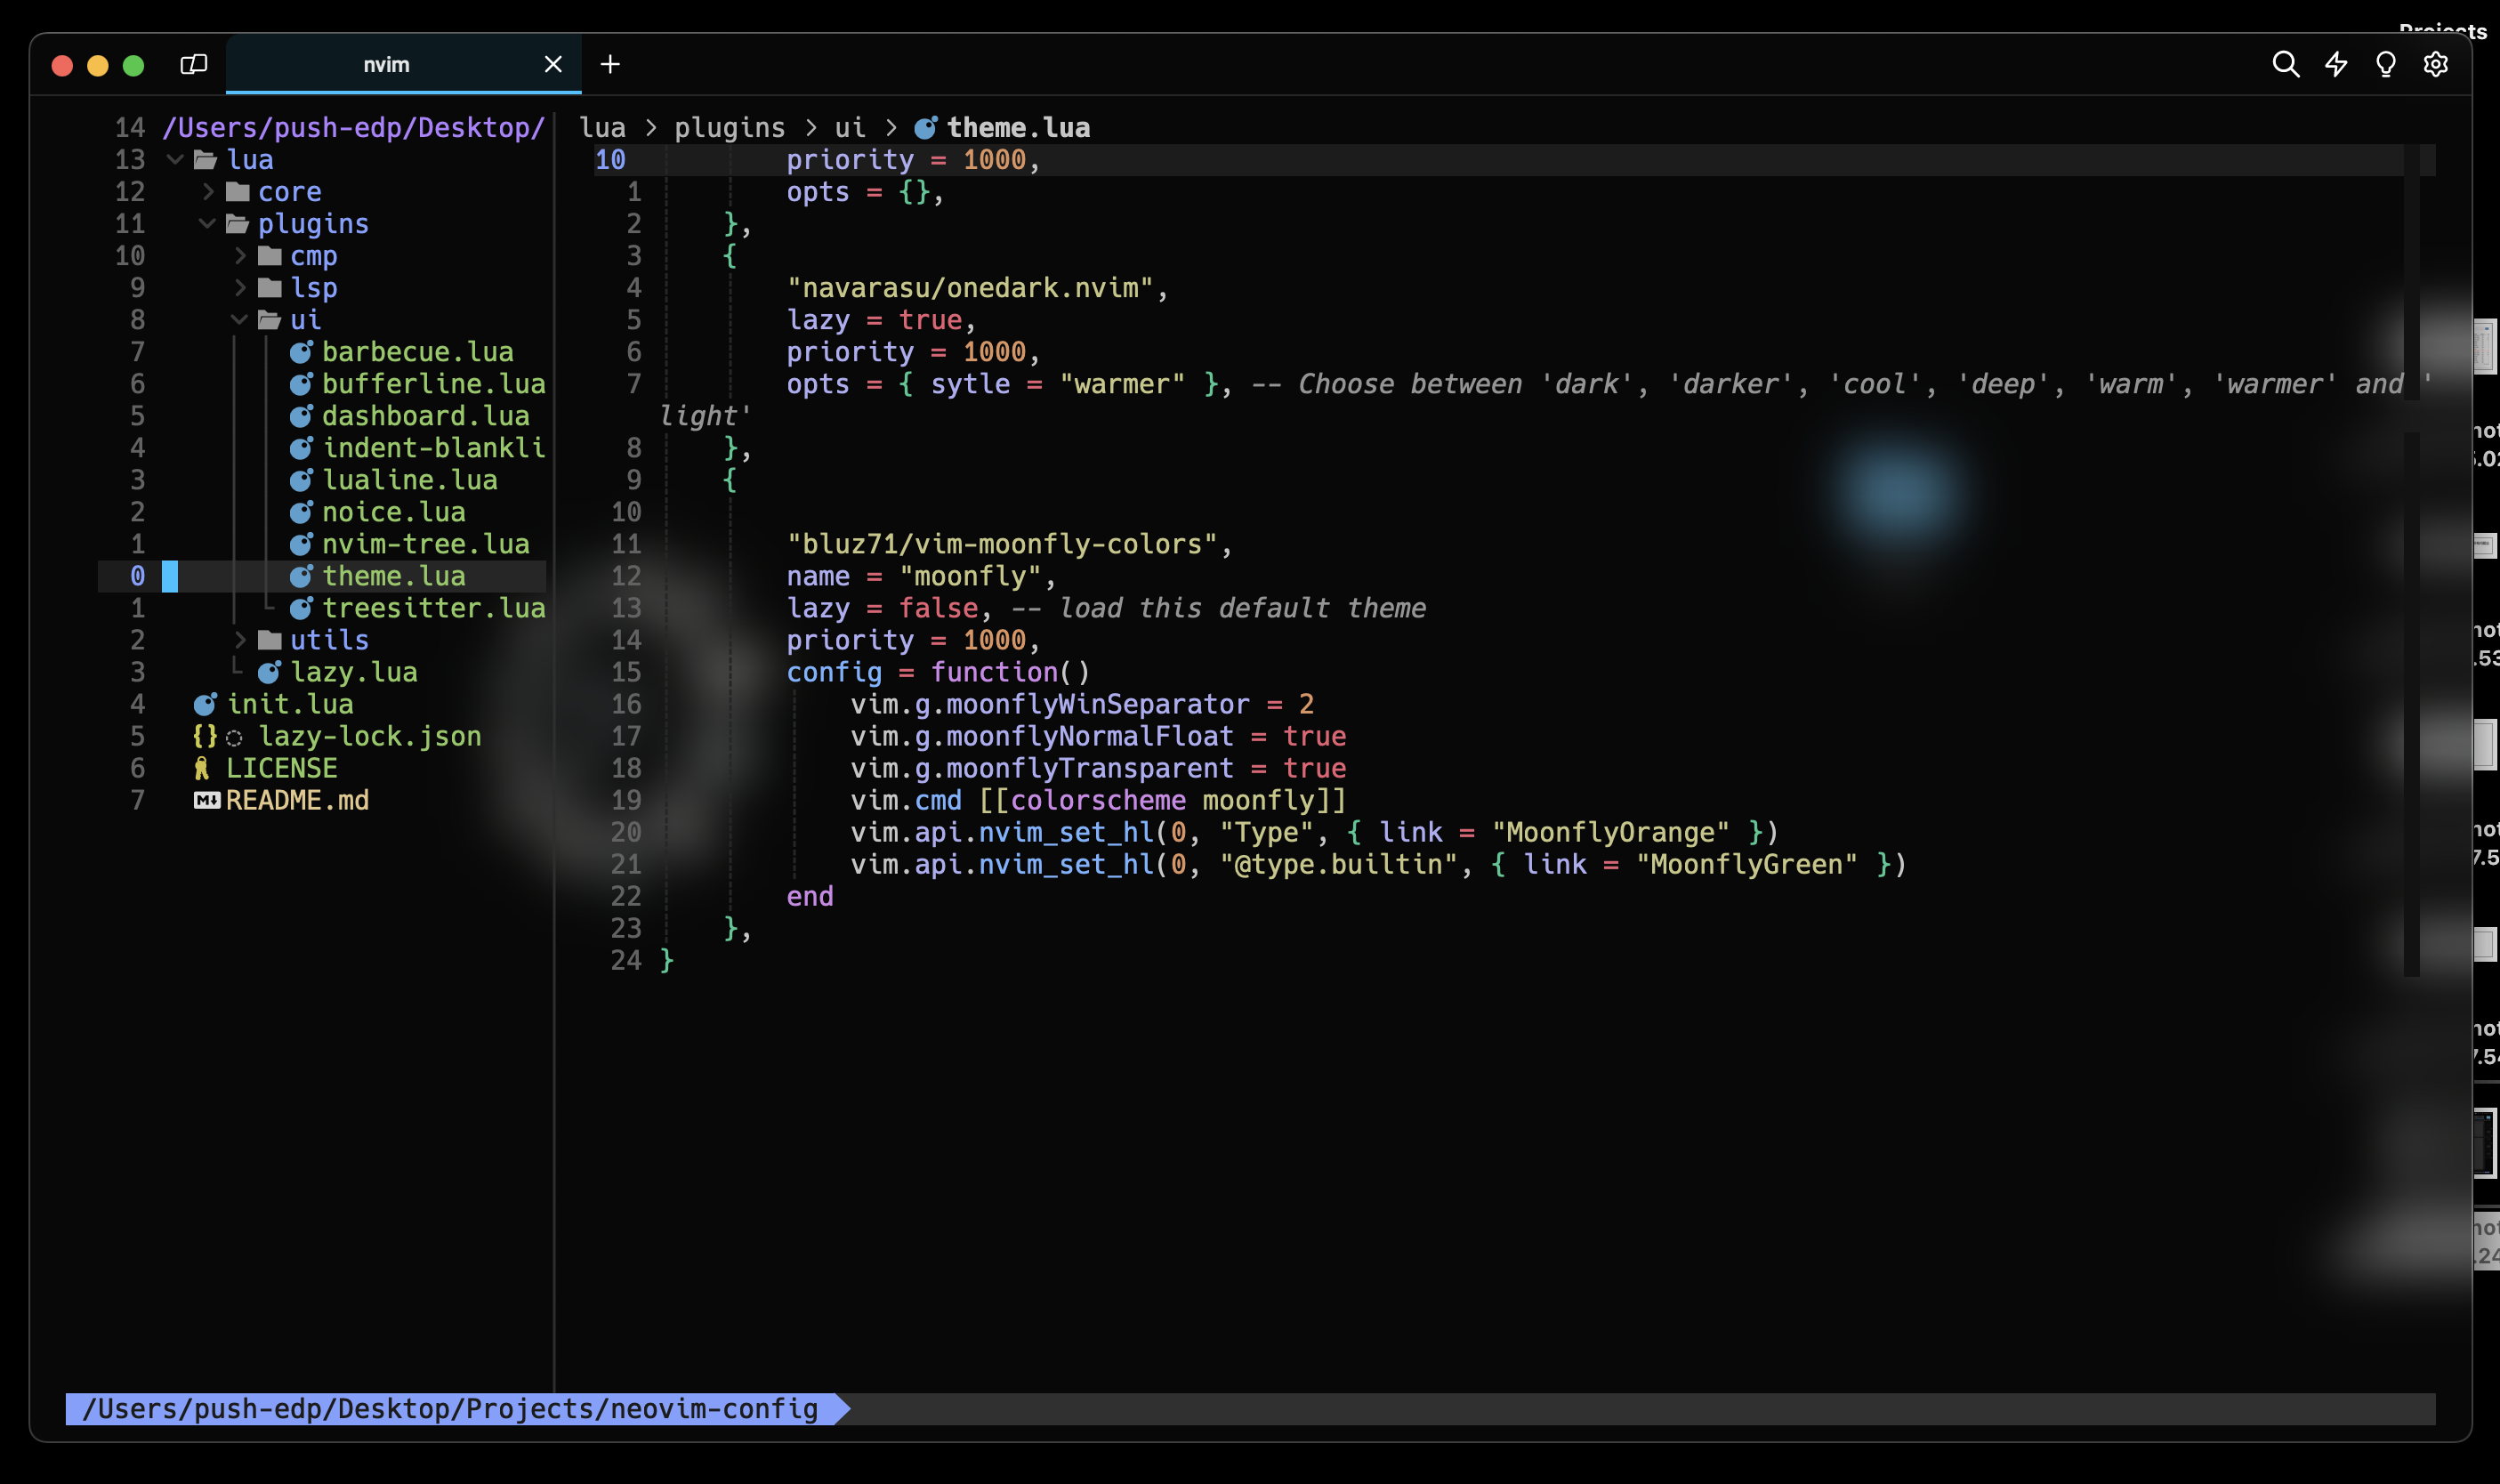 Projects
nvim
14 /Users/push-edp/Desktop/
13 lua
12 core
11 plugins
10 cmp
9 lsp
8 ui
7 barbecue.lua
6 bufferline.lua
5 dashboard.lua
4 indent-blankli
3 lualine.lua
2 noice.lua
1 nvim-tree.lua
0 theme.lua
1 treesitter.lua
2 utils
3 lazy.lua
4 init.lua
5 {} lazy-lock.json
6 LICENSE
7 README.md
lua > plugins > ui > theme.lua
10 priority = 1000,
1 opts = {},
2 },
3 {
4 "navarasu/onedark.nvim",
5 lazy = true,
6 priority = 1000,
7 opts = { sytle = "warmer" }, -- Choose between 'dark', 'darker', 'cool', 'deep', 'warm', 'warmer' and '
light'
8 },
9 {
10
11 "bluz71/vim-moonfly-colors",
12 name = "moonfly",
13 lazy = false, -- load this default theme
14 priority = 1000,
15 config = function()
16 vim.g.moonflyWinSeparator = 2
17 vim.g.moonflyNormalFloat = true
18 vim.g.moonflyTransparent = true
19 vim.cmd [[colorscheme moonfly]]
20 vim.api.nvim_set_hl(0, "Type", { link = "MoonflyOrange" })
21 vim.api.nvim_set_hl(0, "@type.builtin", { link = "MoonflyGreen" })
22 end
23 },
24 }
/Users/push-edp/Desktop/Projects/neovim-config